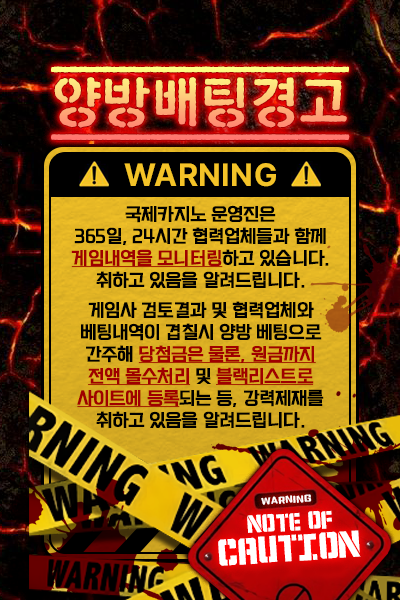 양방배팅경고
WARNING
국제카지노 운영진은
365일, 24시간 협력업체들과 함께
게임내역을 모니터링하고 있습니다.
취하고 있음을 알려드립니다.
게임사 검토결과 및 협력업체와
베팅내역이 겹칠시 양방 베팅으로
간주해 당첨금은 물론, 원금까지
전액 몰수처리 및 블랙리스트로
사이트에 등록되는 등, 강력제재를
취하고 있음을 알려드립니다.
RNING
NING
WARNING
WARNING
WARNING
NOTE OF
CAUTION
WARNING